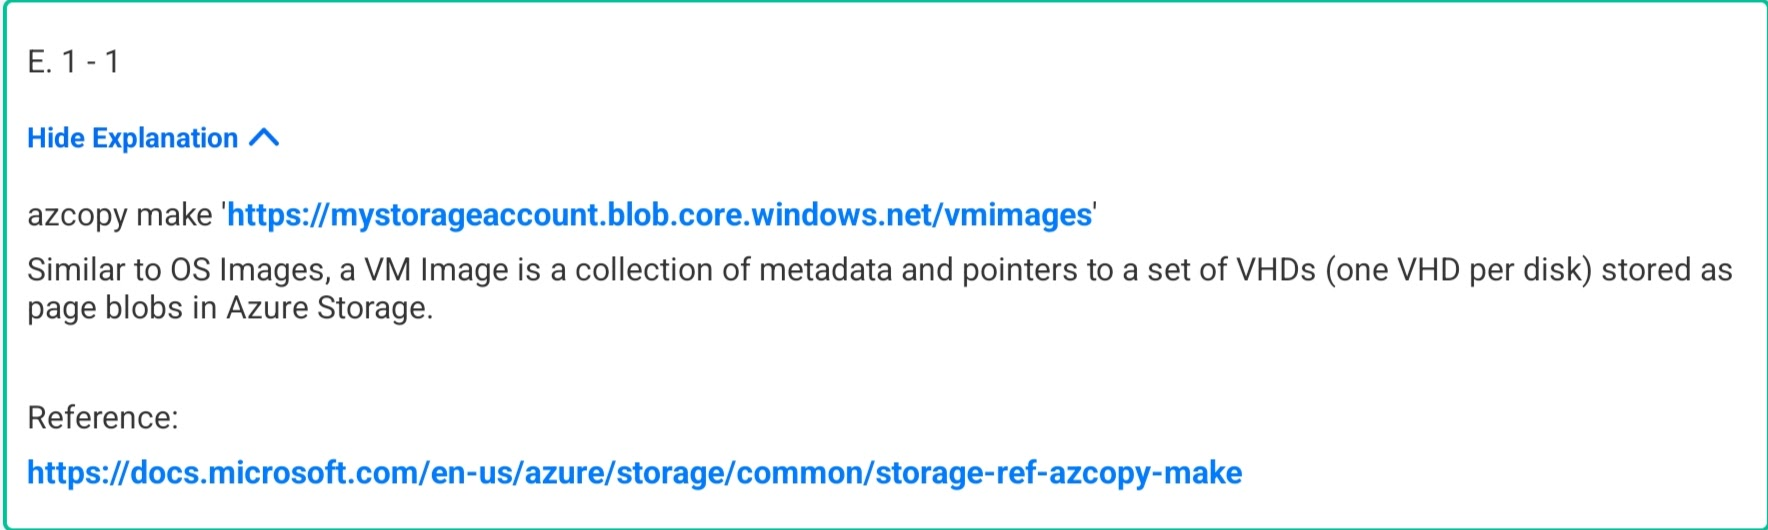 E. 1 - 1
Hide Explanation
azcopy make 'https://mystorageaccount.blob.core.windows.net/vmimages'
Similar to OS Images, a VM Image is a collection of metadata and pointers to a set of VHDs (one VHD per disk) stored as
page blobs in Azure Storage.
Reference:
https://docs.microsoft.com/en-us/azure/storage/common/storage-ref-azcopy-make